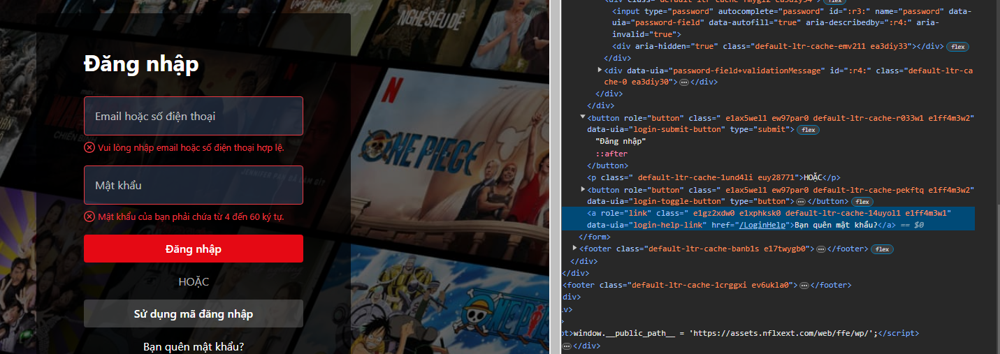 NGHỀ SIÊU DỄ
Đăng nhập
Email hoặc số điện thoại
Vui lòng nhập email hoặc số điện thoại hợp lệ.
Mật khẩu
Mật khẩu của bạn phải chứa từ 4 đến 60 ký tự.
Đăng nhập
HOẶC
Sử dụng mã đăng nhập
Bạn quên mật khẩu?
N
ONE PIECE
ONE PIECE
flex
<input type="password" autocomplete="password" id=":r3:" name="password" data-
uia="password-field" data-autofill="true" aria-describedby=":r4:" aria-
invalid="true">
<div aria-hidden="true" class="default-ltr-cache-emv211 ea3diy33"></div> flex
</div>
<div data-uia="password-field+validationMessage" id=":r4:" class="default-ltr-ca
che-0 ea3diy30">…</div>
</div>
</div>
<button role="button" class=" e1ax5wel1 ew97par0 default-ltr-cache-r033w1 e1ff4m3w2"
data-uia="login-submit-button" type="submit"> flex
"Đăng nhập"
::after
</button>
<p class=" default-ltr-cache-1und4li euy28771">HOẶC</p>
<button role="button" class=" e1ax5wel1 ew97par0 default-ltr-cache-pekftq e1ff4m3w2"
data-uia="login-toggle-button" type="button">…</button> flex
<a role="link" class=" e1gz2xdw0 e1xphksk0 default-ltr-cache-14uyol1 e1ff4m3w1"
data-uia="login-help-link" href="/LoginHelp">Bạn quên mật khẩu?</a> == $0
</form>
<footer class="default-ltr-cache-banb1s e17twygb0">…</footer> flex
</div>
</div>
<footer class="default-ltr-cache-1crggxi ev6ukla0">…</footer>
div>
v>
>
pt>window.__public_path__ = 'https://assets.nflxext.com/web/ffe/wp/';</script>
…</div>